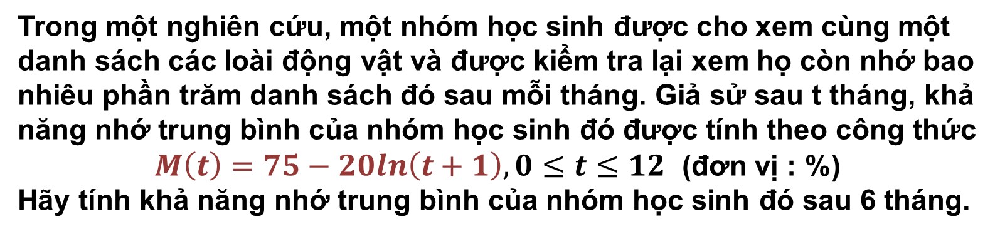 Trong một nghiên cứu, một nhóm học sinh được cho xem cùng một
danh sách các loài động vật và được kiểm tra lại xem họ còn nhớ bao
nhiêu phần trăm danh sách đó sau mỗi tháng. Giả sử sau t tháng, khả
năng nhớ trung bình của nhóm học sinh đó được tính theo công thức
M(t) = 75 − 20ln(t + 1), 0 ≤ t ≤ 12 (đơn vị : %)
Hãy tính khả năng nhớ trung bình của nhóm học sinh đó sau 6 tháng.